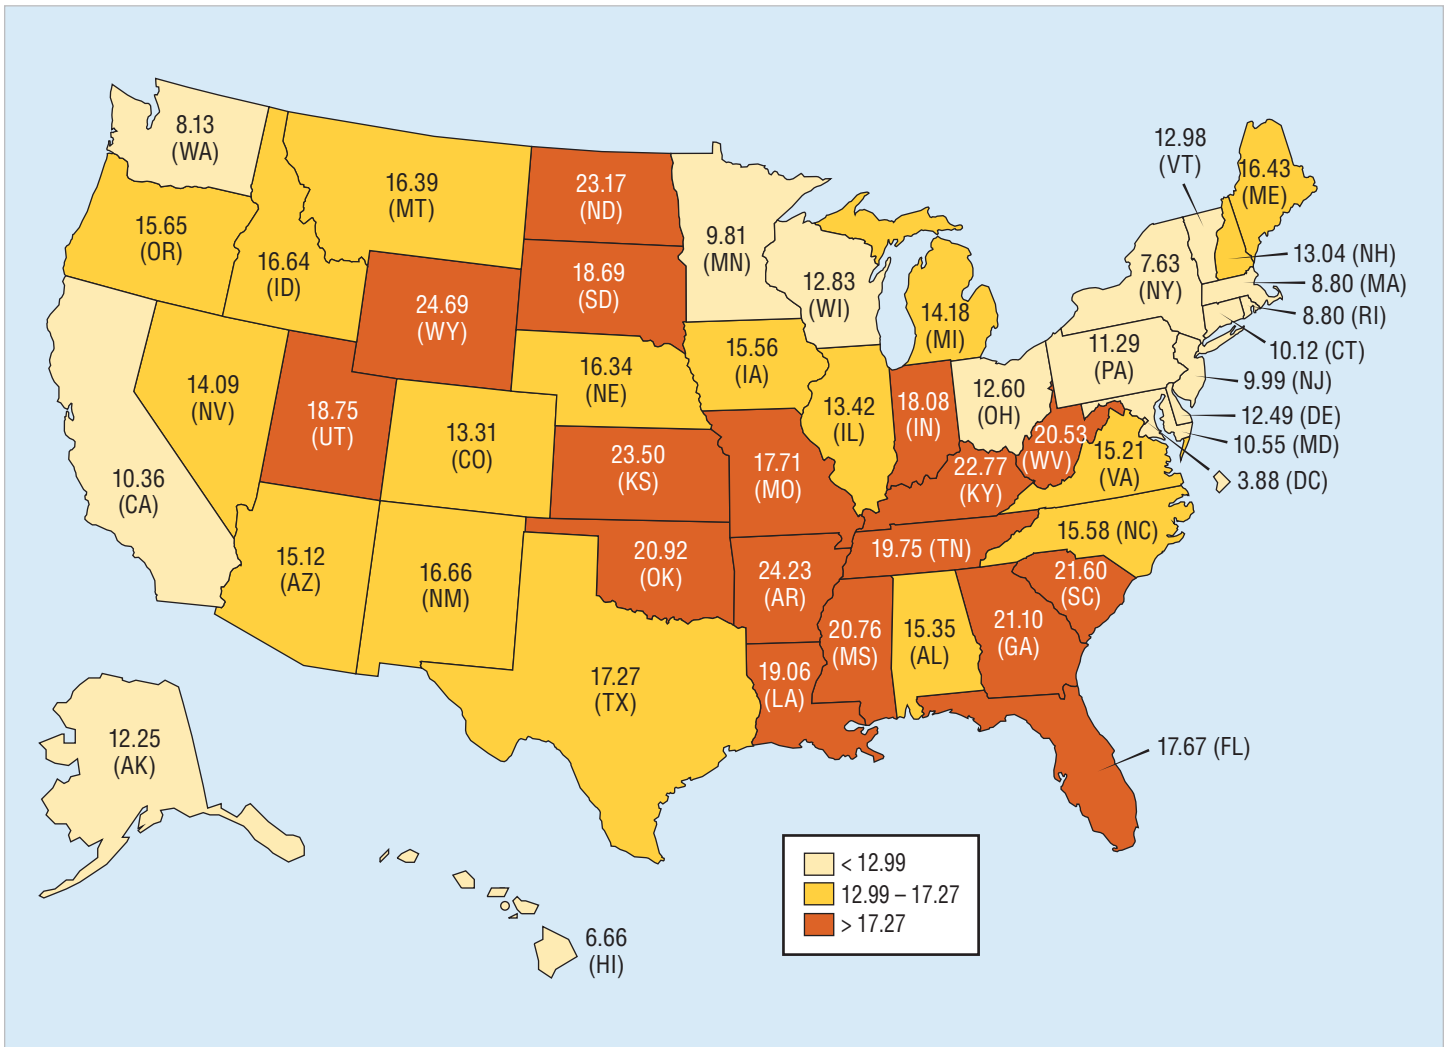 8.13
(WA)
16.39
(MT)
23.17
(ND)
12.98
(VT)
16.43
(ME)
15.65
(OR)
16.64
(ID)
9.81
(MN)
18.69
(SD)
24.69
(WY)
12.83
(WI)
14.18
(MI)
7.63
(NY)
13.04 (NH)
8.80 (MA)
8.80 (RI)
10.12 (CT)
9.99 (NJ)
12.49 (DE)
10.55 (MD)
3.88 (DC)
14.09
(NV)
18.75
(UT)
13.31
(CO)
16.34
(NE)
15.56
(IA)
13.42
(IL)
18.08
(IN)
12.60
(OH)
11.29
(PA)
10.36
(CA)
23.50
(KS)
17.71
(MO)
22.77
(KY)
20.53
(WV)
15.21
(VA)
15.12
(AZ)
16.66
(NM)
20.92
(OK)
24.23
(AR)
19.75 (TN)
15.58 (NC)
21.60
(SC)
17.27
(TX)
19.06
(LA)
20.76
(MS)
15.35
(AL)
21.10
(GA)
17.67 (FL)
12.25
(AK)
6.66
(HI)
< 12.99
12.99 – 17.27
> 17.27